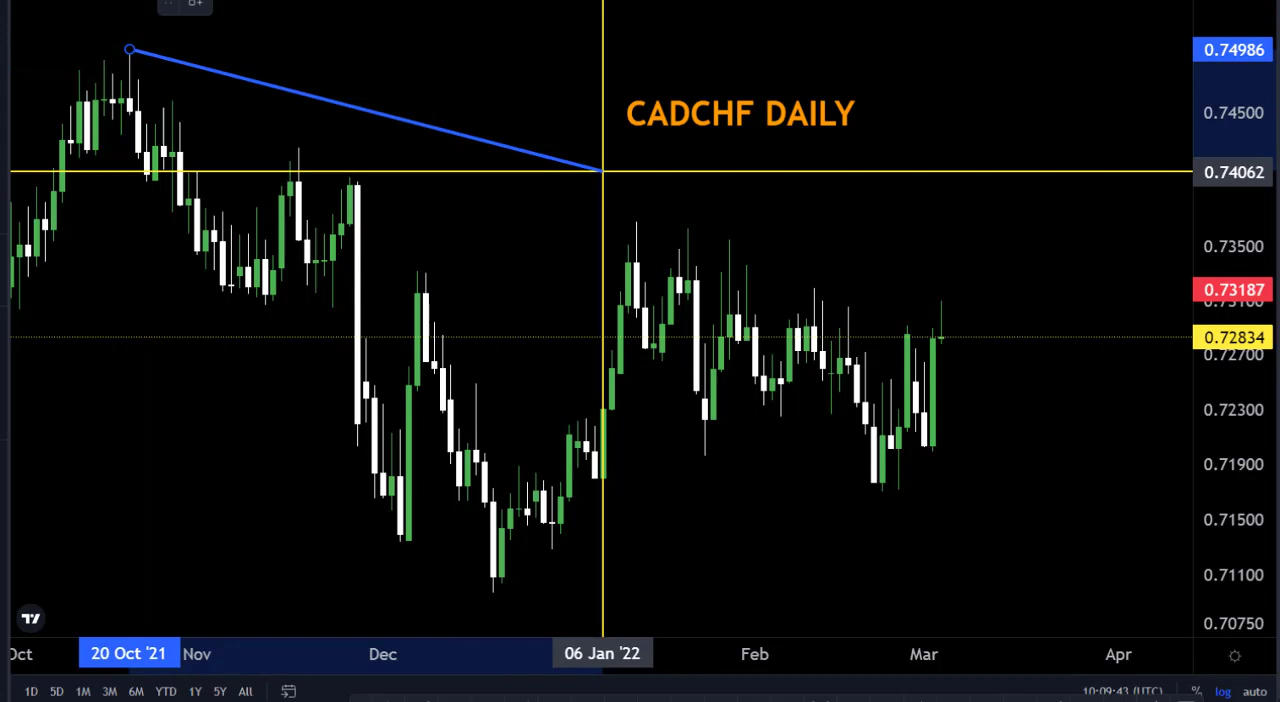 0.74986
CADCHF DAILY
0.74500
0.74062
0.73500
0.73187
0.73100
0.72834
0.72700
0.72300
0.71900
0.71500
0.71100
0.70750
Oct
20 Oct '21
Nov
Dec
06 Jan '22
Feb
Mar
Apr
1D 5D 1M 3M 6M YTD 1Y 5Y All
10:09:43 (UTC) % log auto